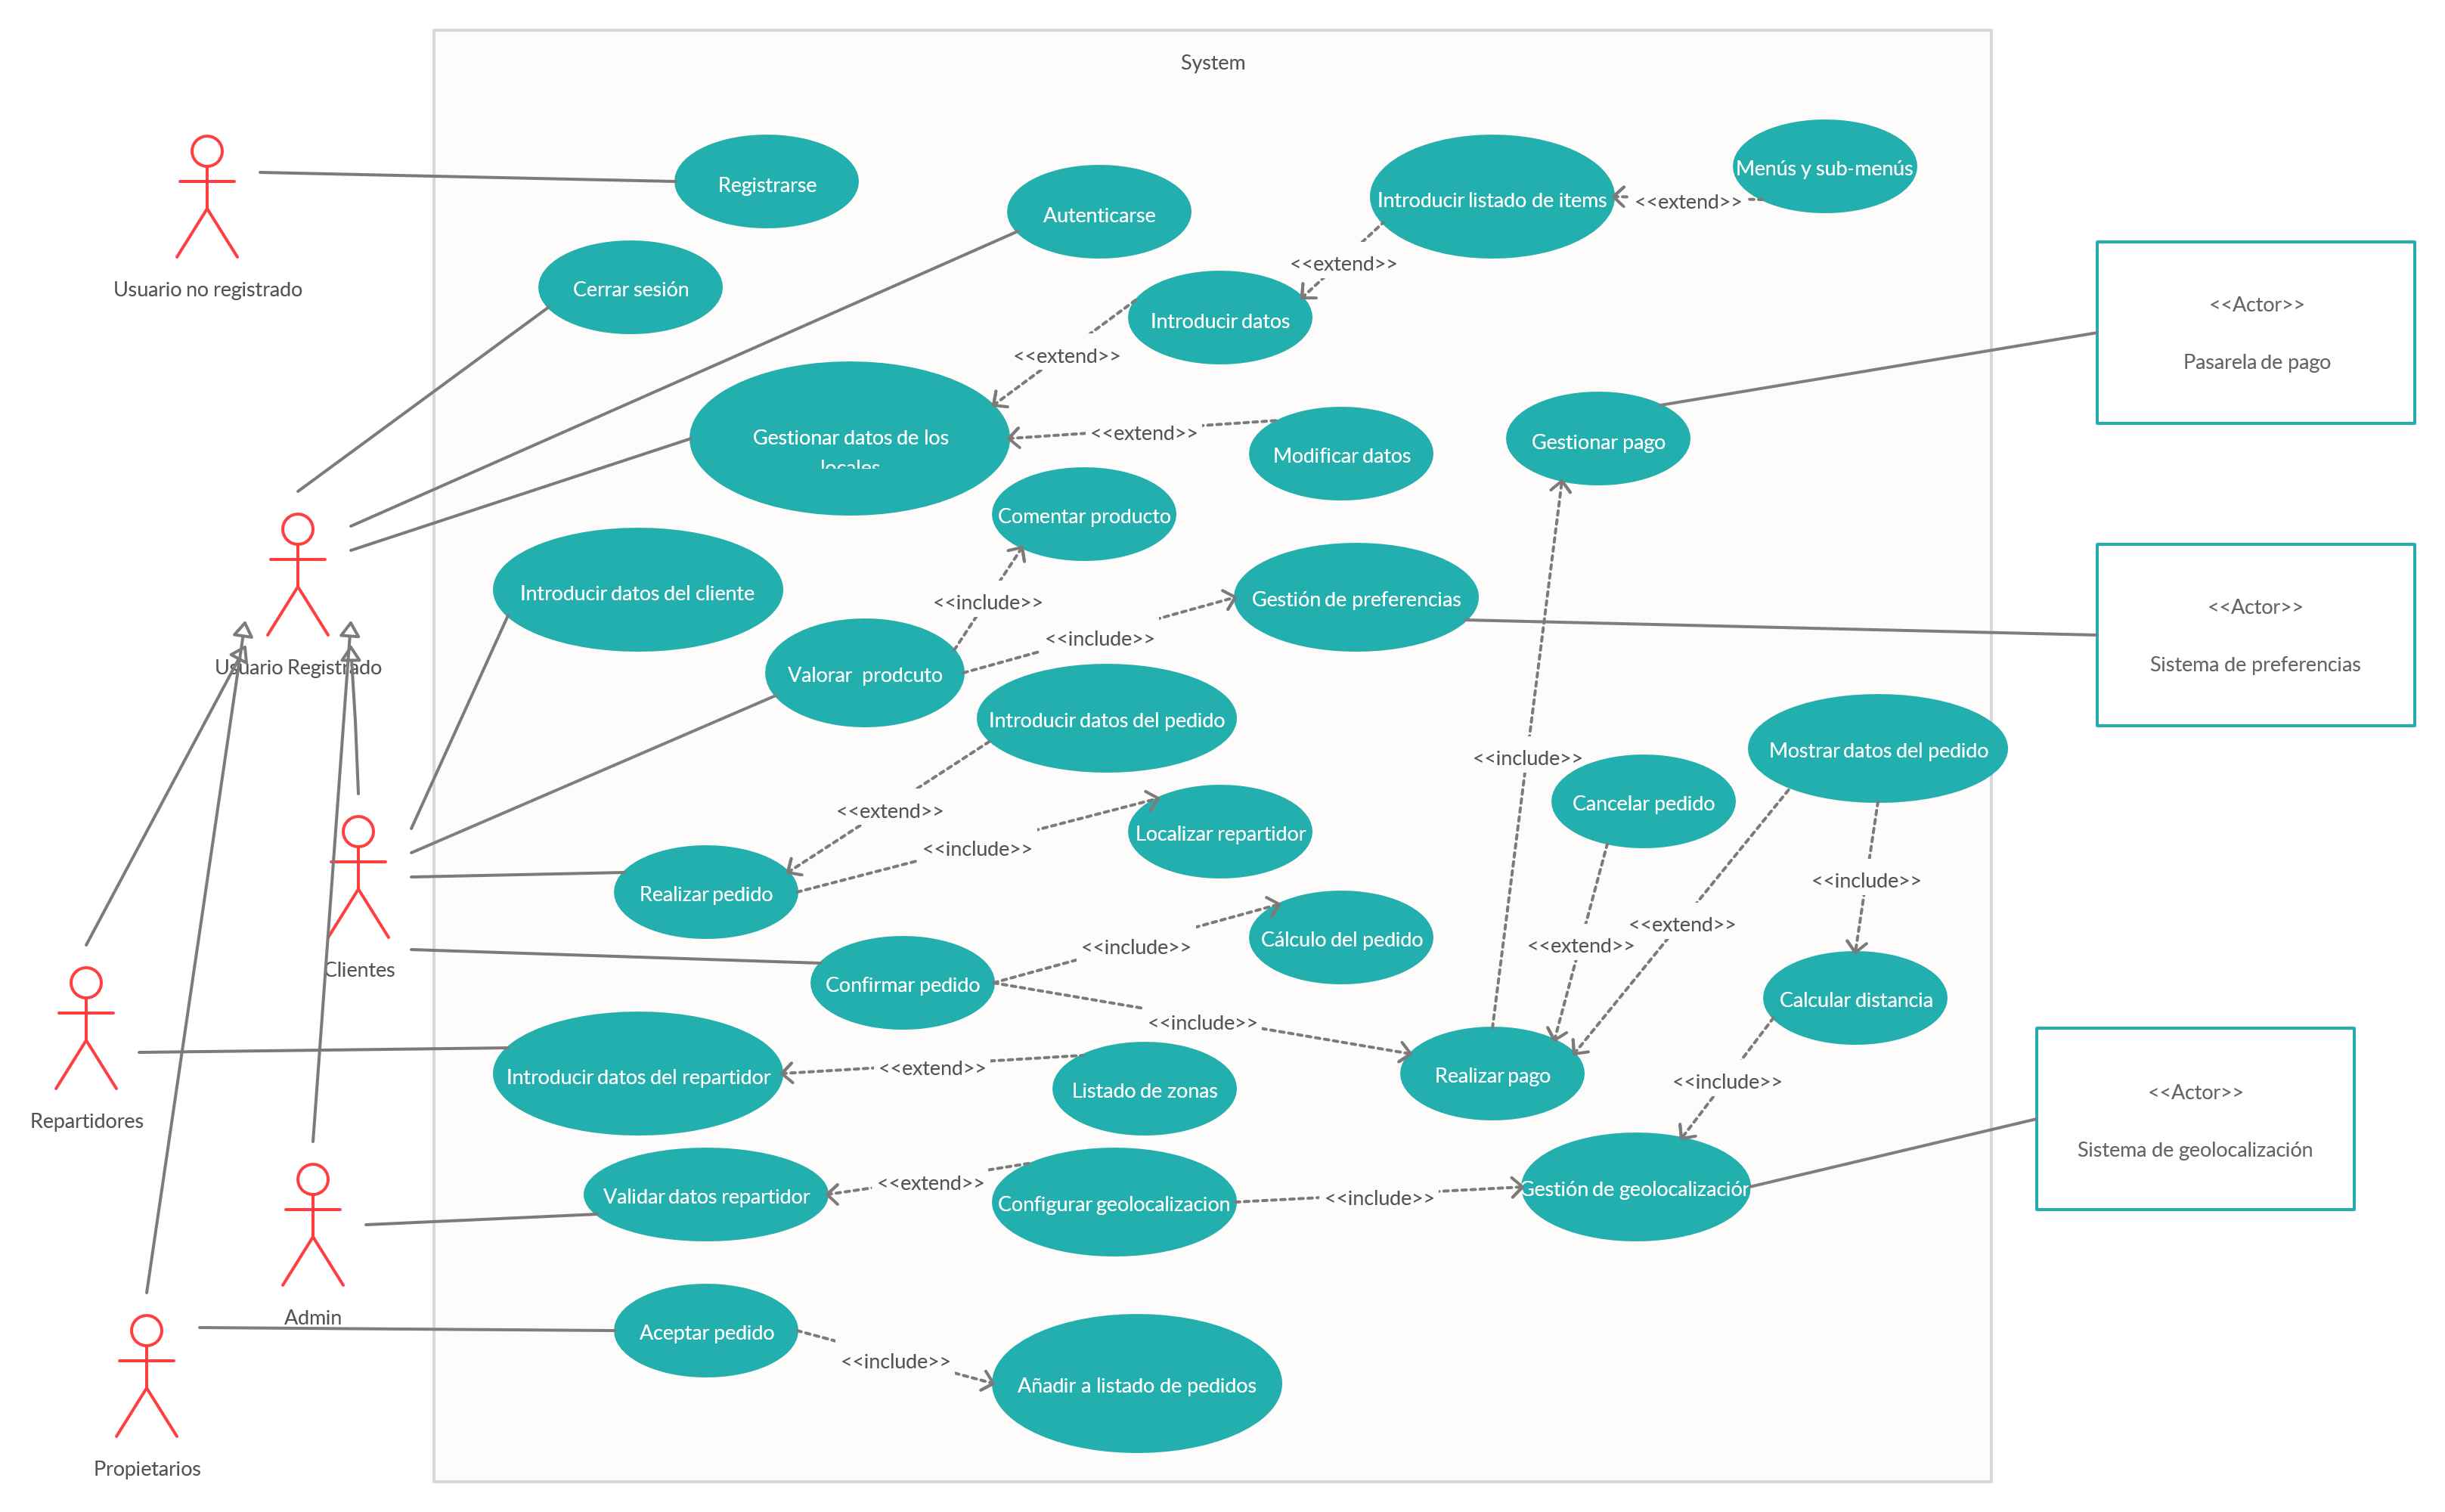 System
Menús y sub-menús
Registrarse
Introducir listado de items
<<extend>>
Autenticarse
<<extend>>
Cerrar sesión
Usuario no registrado
<<Actor>>
Introducir datos
<<extend>>
Pasarela de pago
Gestionar datos de los
locales
<<extend>>
Gestionar pago
Modificar datos
Comentar producto
Introducir datos del cliente
<<include>>
Gestión de preferencias
<<Actor>>
<<include>>
Sistema de preferencias
Usuario Registrado
Valorar prodcuto
Introducir datos del pedido
Mostrar datos del pedido
<<include>>
Cancelar pedido
<<extend>>
Localizar repartidor
<<include>>
<<include>>
Realizar pedido
<<extend>>
Cálculo del pedido
<<include>>
<<extend>>
Clientes
Confirmar pedido
Calcular distancia
<<include>>
Introducir datos del repartidor
<<extend>>
Listado de zonas
Realizar pago
<<include>>
<<Actor>>
Sistema de geolocalización
Repartidores
Validar datos repartidor
<<extend>>
Configurar geolocalizacion
<<include>>
Gestión de geolocalización
Admin
Aceptar pedido
<<include>>
Añadir a listado de pedidos
Propietarios